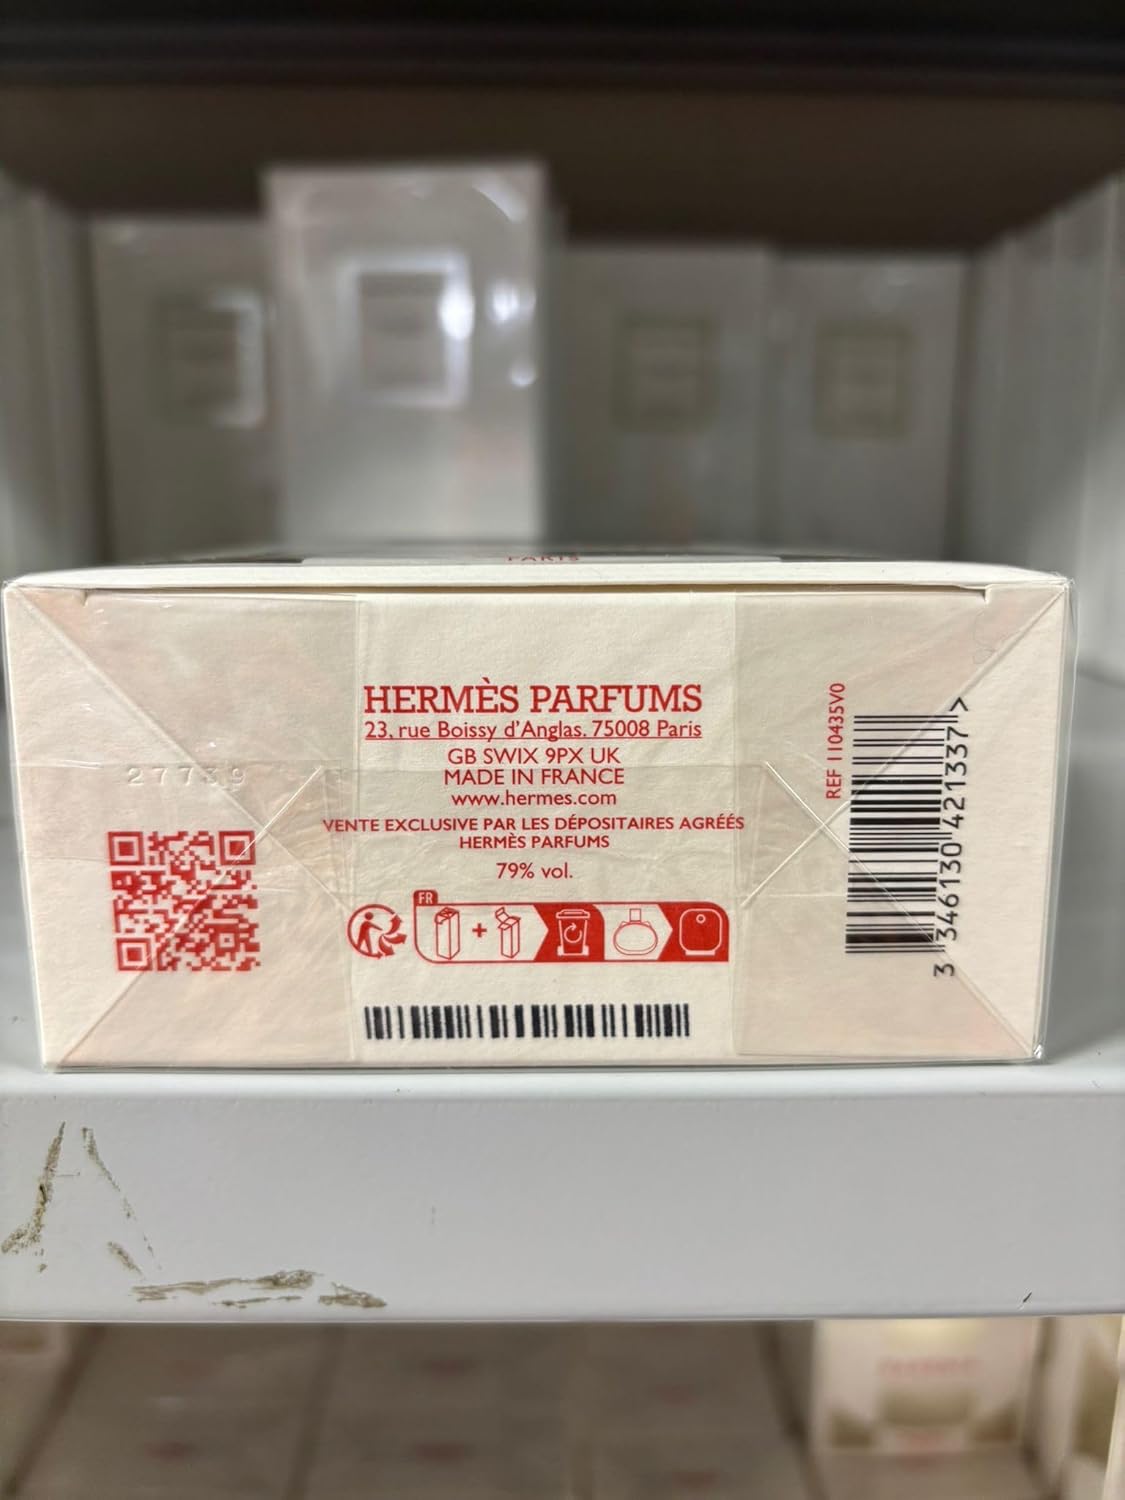 PARIS
HERMÈS PARFUMS
23, rue Boissy d'Anglas. 75008 Paris
GB SWIX 9PX UK
MADE IN FRANCE
www.hermes.com
VENTE EXCLUSIVE PAR LES DÉPOSITAIRES AGRÉÉS
HERMÈS PARFUMS
79% vol.
FR
27739
REF 110435V0
3 346130 421337 >